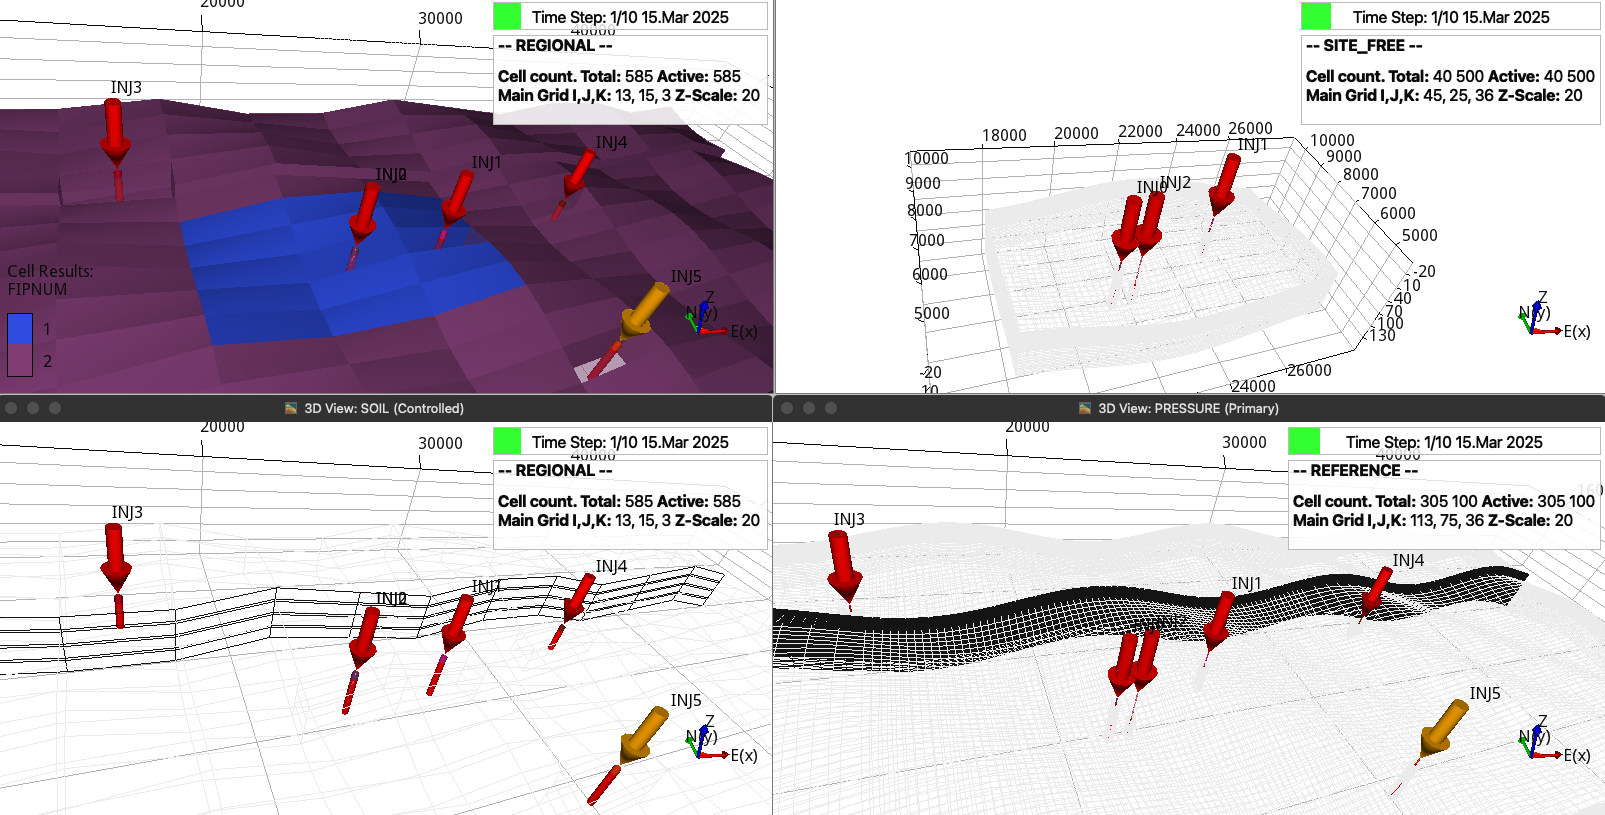 20000
30000
40000
Time Step: 1/10 15.Mar 2025
-- REGIONAL --
Cell count. Total: 585 Active: 585
Main Grid I,J,K: 13, 15, 3 Z-Scale: 20
INJ3
INJ1
INJ4
INJ5
Z
N(y)
E(x)
Cell Results:
FIPNUM
1
2
Time Step: 1/10 15.Mar 2025
-- SITE_FREE --
Cell count. Total: 40 500 Active: 40 500
Main Grid I,J,K: 45, 25, 36 Z-Scale: 20
18000
20000
22000
24000
26000
10000
9000
8000
7000
6000
5000
-20
10
10000
9000
8000
7000
6000
5000
-20
10
40
70
100
130
INJ2
INJ1
26000
24000
Z
N(y)
E(x)
3D View: SOIL (Controlled)
20000
30000
40000
Time Step: 1/10 15.Mar 2025
-- REGIONAL --
Cell count. Total: 585 Active: 585
Main Grid I,J,K: 13, 15, 3 Z-Scale: 20
INJ3
INJ1
INJ4
INJ5
Z
N(y)
E(x)
3D View: PRESSURE (Primary)
20000
30000
40000
Time Step: 1/10 15.Mar 2025
-- REFERENCE --
Cell count. Total: 305 100 Active: 305 100
Main Grid I,J,K: 113, 75, 36 Z-Scale: 20
INJ3
INJ1
INJ4
INJ5
Z
N(y)
E(x)